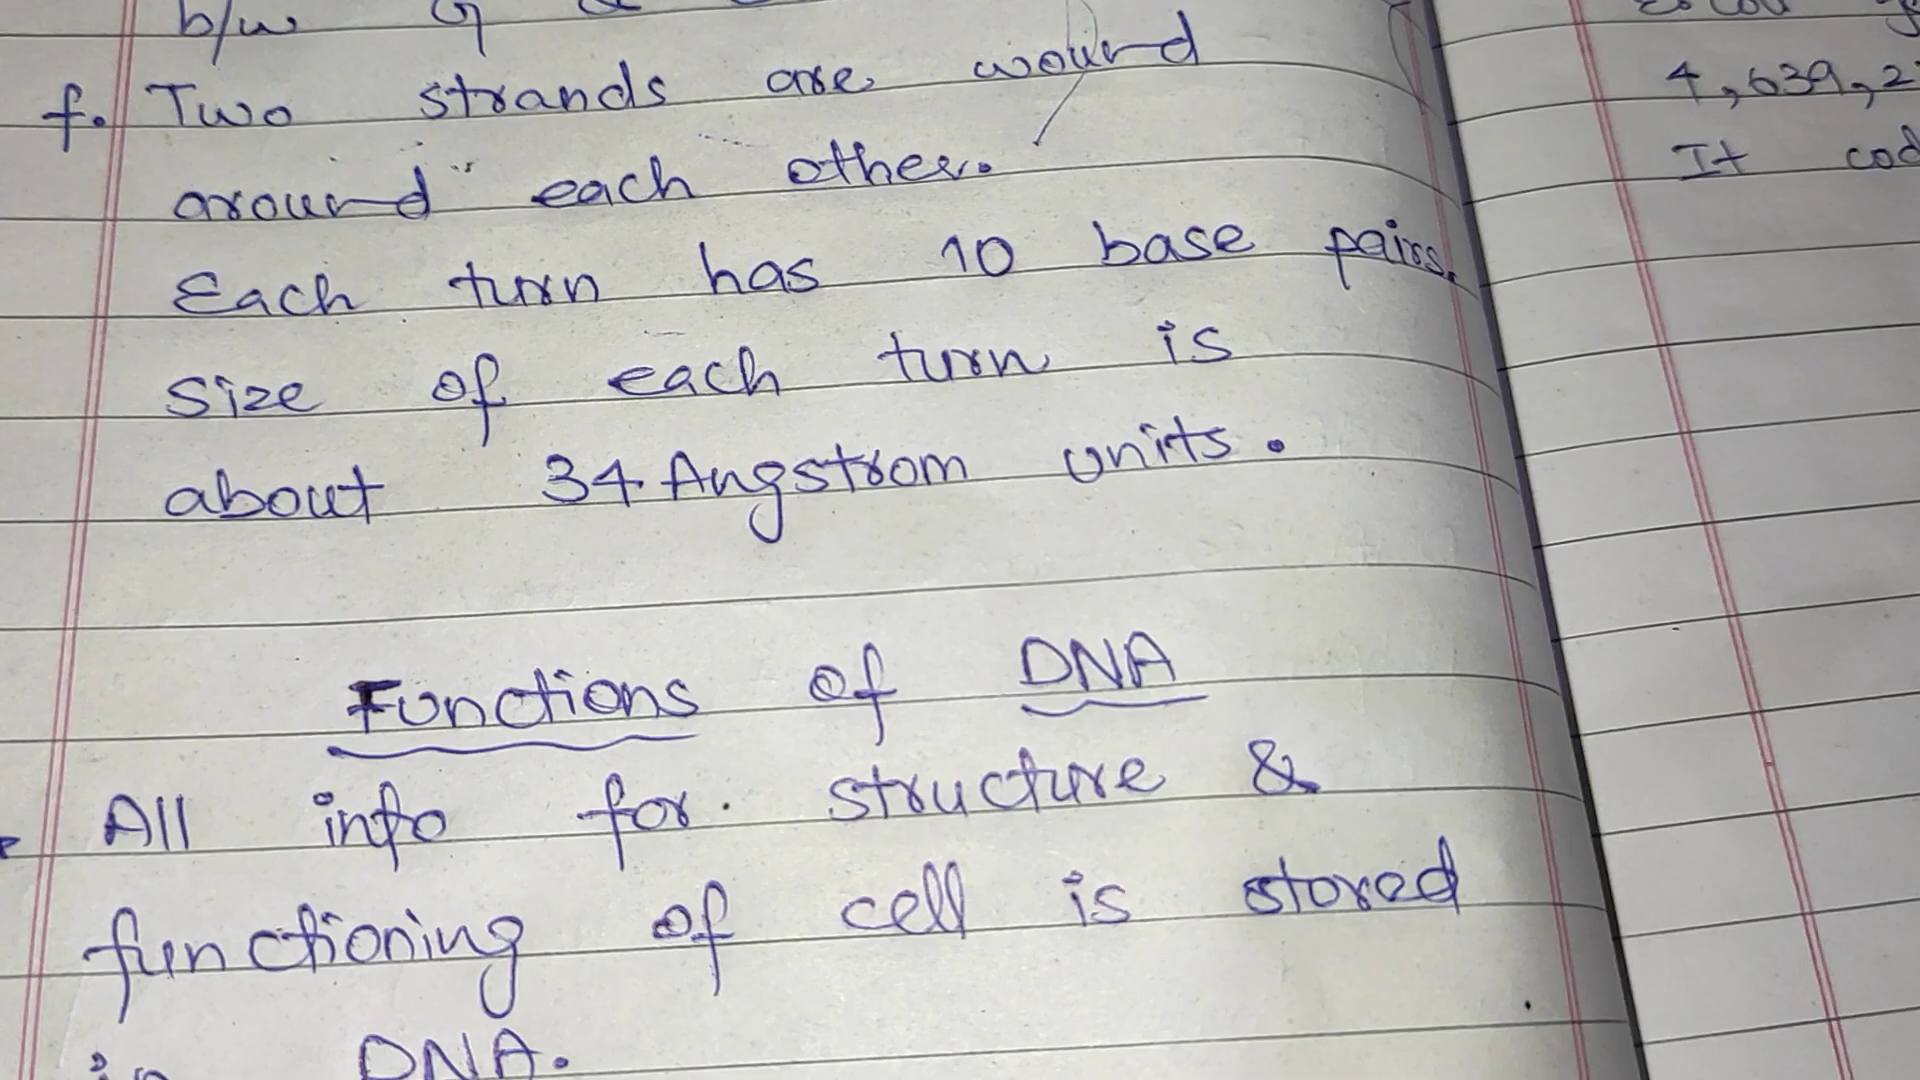 b/w G &
f. Two strands are wound
around each other.
Each turn has 10 base pairs.
size of each turn is
about 34 Angstrom units.
Functions of DNA
All info for structure &
functioning of cell is stored
in DNA.
4,639,2
It cod